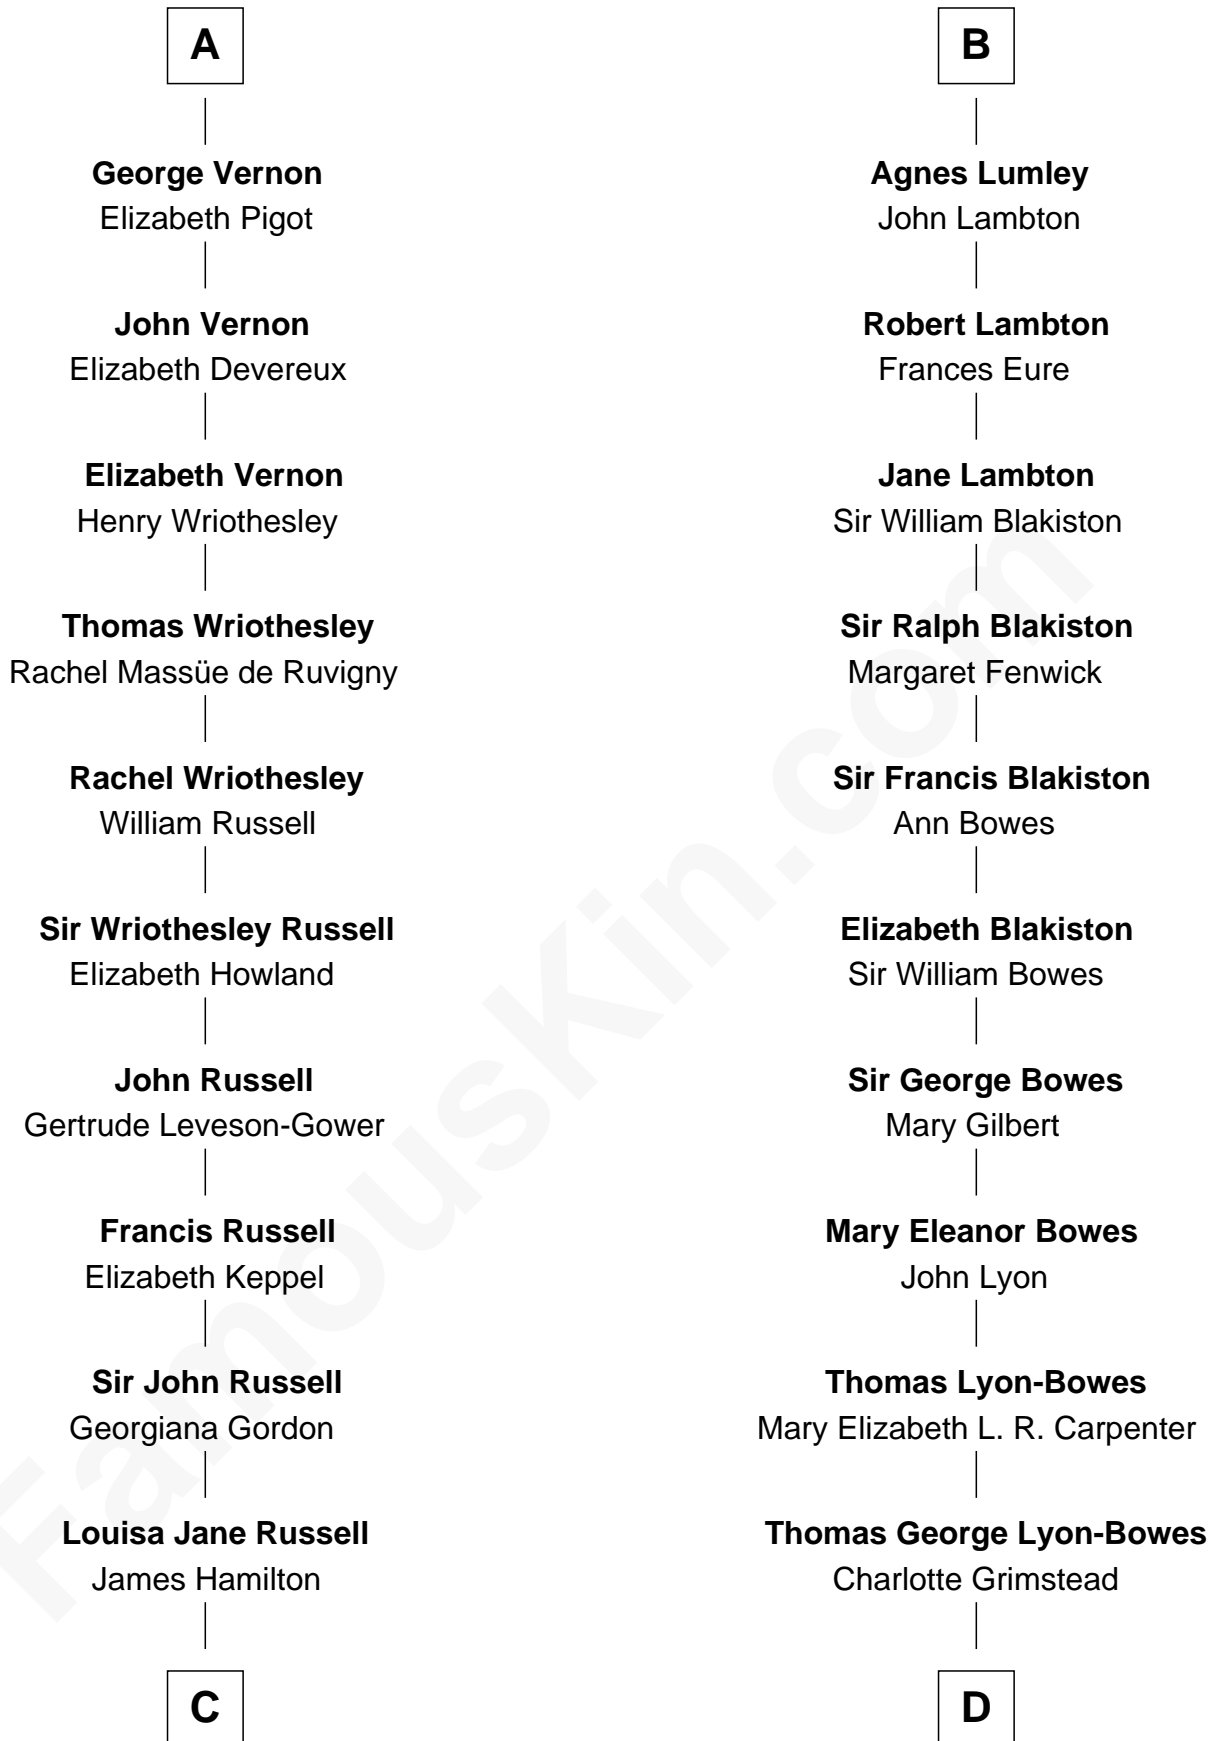 A
George Vernon
Elizabeth Pigot
John Vernon
Elizabeth Devereux
Elizabeth Vernon
Henry Wriothesley
Thomas Wriothesley
Rachel Massüe de Ruvigny
Rachel Wriothesley
William Russell
Sir Wriothesley Russell
Elizabeth Howland
John Russell
Gertrude Leveson-Gower
Francis Russell
Elizabeth Keppel
Sir John Russell
Georgiana Gordon
Louisa Jane Russell
James Hamilton
C
B
Agnes Lumley
John Lambton
Robert Lambton
Frances Eure
Jane Lambton
Sir William Blakiston
Sir Ralph Blakiston
Margaret Fenwick
Sir Francis Blakiston
Ann Bowes
Elizabeth Blakiston
Sir William Bowes
Sir George Bowes
Mary Gilbert
Mary Eleanor Bowes
John Lyon
Thomas Lyon-Bowes
Mary Elizabeth L. R. Carpenter
Thomas George Lyon-Bowes
Charlotte Grimstead
D
FamousKin.com